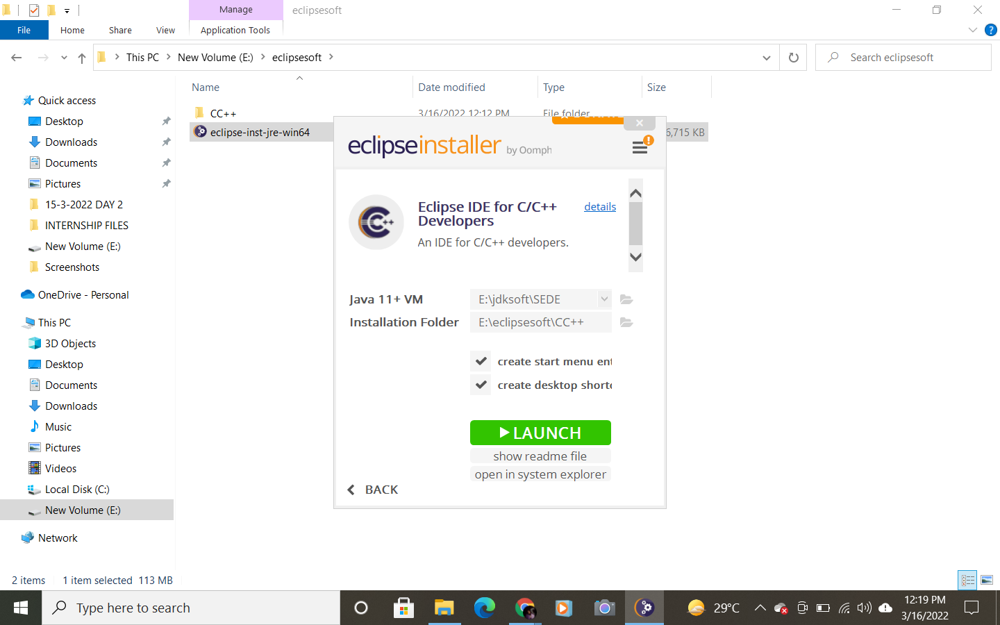 Manage
eclipsesoft
File
Home
Share
View
Application Tools
This PC
New Volume (E:)
eclipsesoft
Search eclipsesoft
Name
Date modified
Type
Size
CC++
3/16/2022 12:12 PM
File folder
eclipse-inst-jre-win64
6,715 KB
Quick access
Desktop
Downloads
Documents
Pictures
15-3-2022 DAY 2
INTERNSHIP FILES
New Volume (E:)
Screenshots
OneDrive - Personal
This PC
3D Objects
Desktop
Documents
Downloads
Music
Pictures
Videos
Local Disk (C:)
New Volume (E:)
Network
eclipseinstaller by Oomph
Eclipse IDE for C/C++
Developers
details
An IDE for C/C++ developers.
Java 11+ VM
E:\jdksoft\SEDE
Installation Folder
E:\eclipsesoft\CC++
create start menu ent
create desktop shortc
LAUNCH
show readme file
open in system explorer
BACK
2 items
1 item selected 113 MB
Type here to search
29°C
12:19 PM
3/16/2022